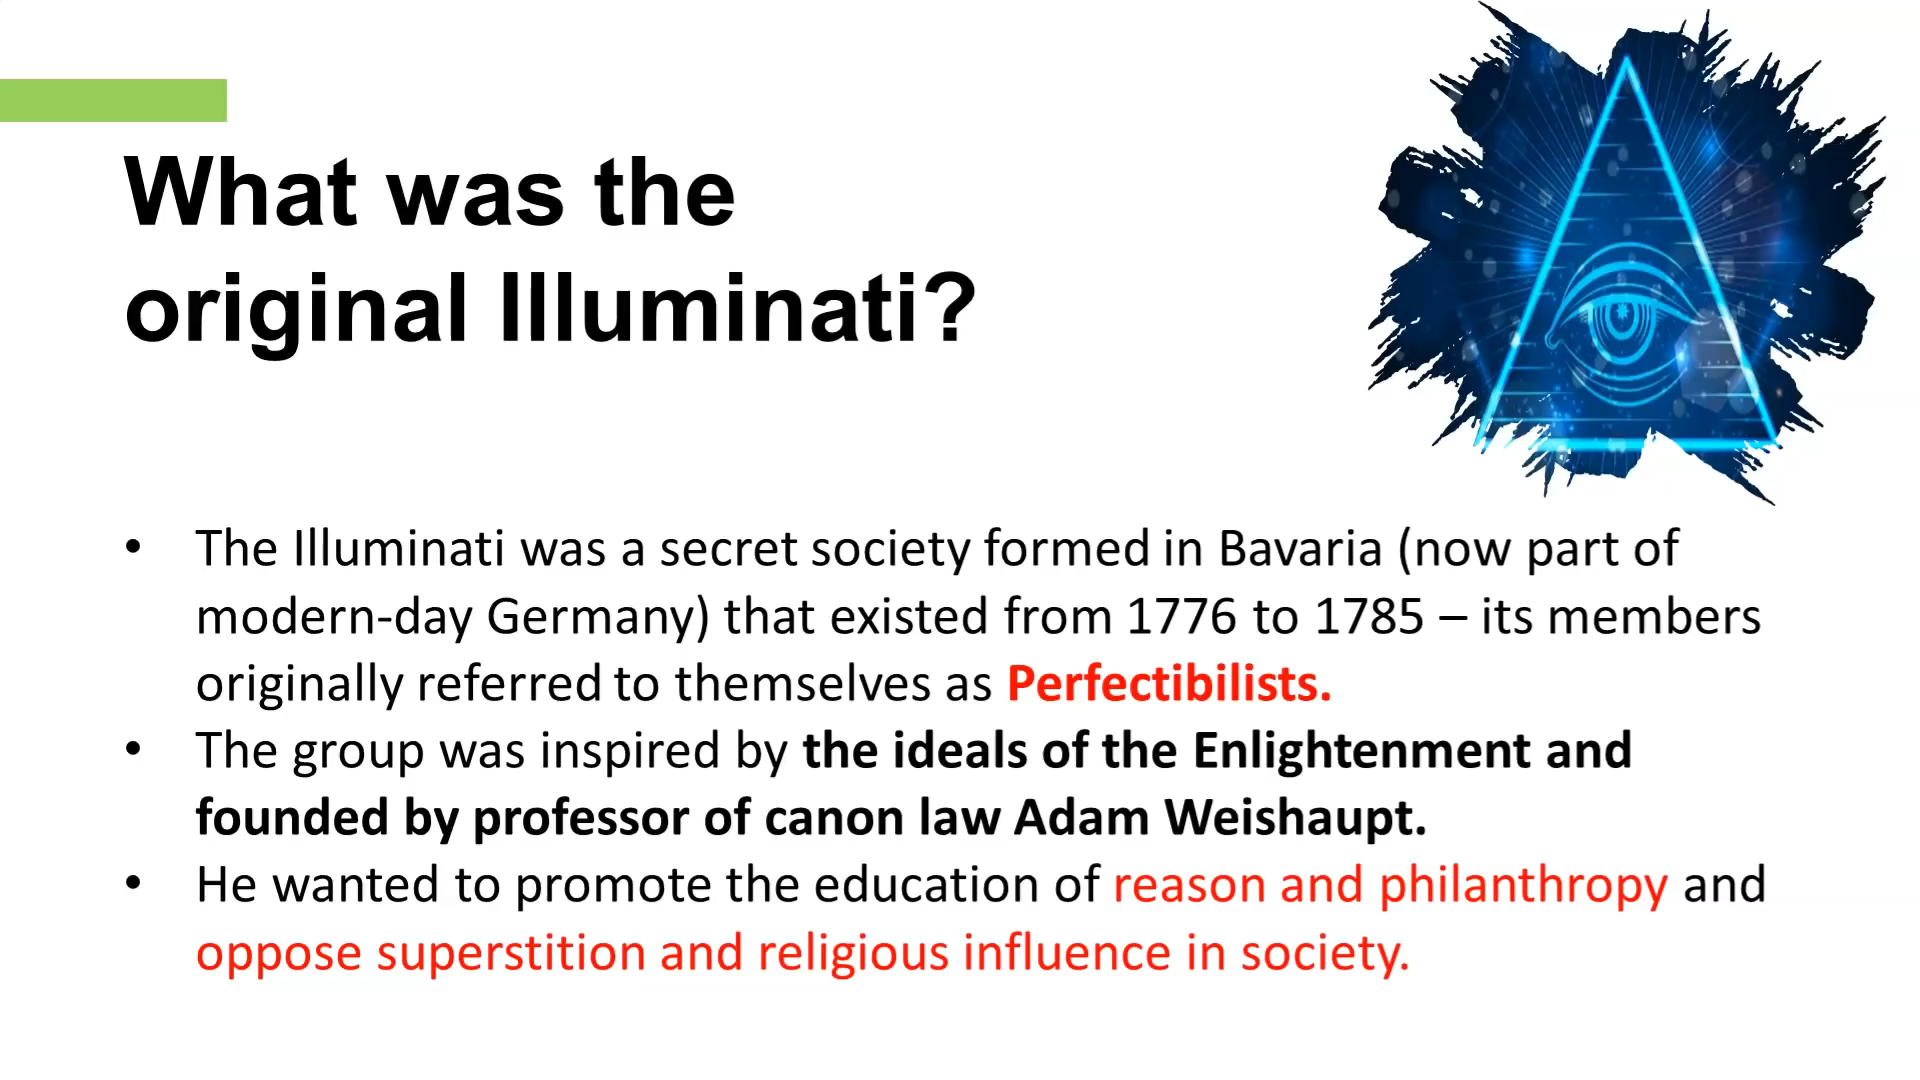 What was the
original Illuminati?
• The Illuminati was a secret society formed in Bavaria (now part of
modern-day Germany) that existed from 1776 to 1785 – its members
originally referred to themselves as Perfectibilists.
• The group was inspired by the ideals of the Enlightenment and
founded by professor of canon law Adam Weishaupt.
• He wanted to promote the education of reason and philanthropy and
oppose superstition and religious influence in society.